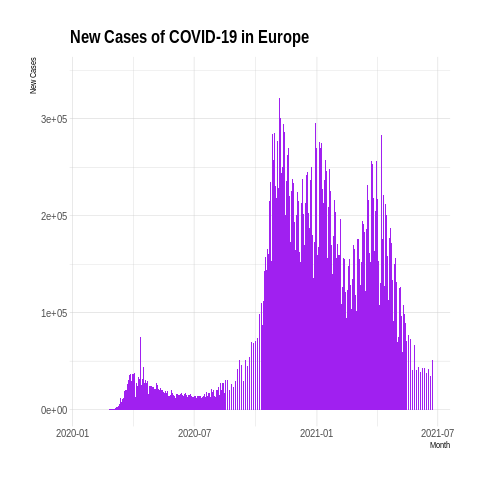 New Cases of COVID-19 in Europe
New Cases
3e+05
2e+05
1e+05
0e+00
2020-01
2020-07
2021-01
2021-07
Month